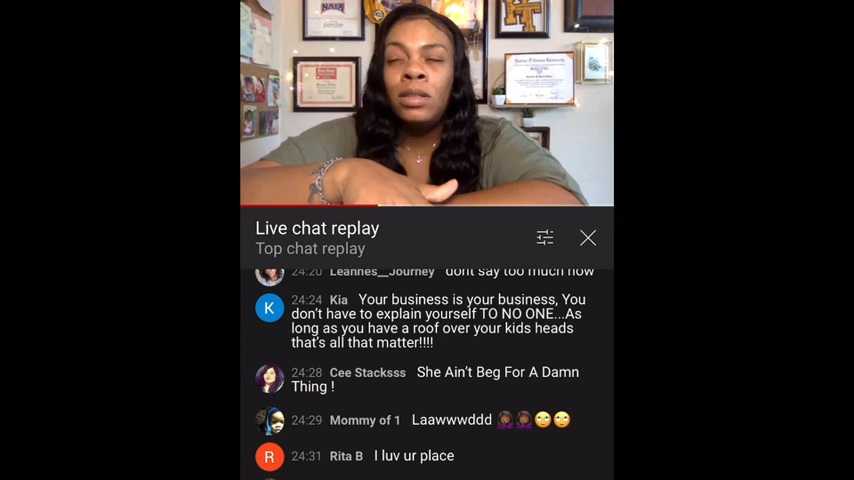 NAIA
Live chat replay
Top chat replay
24:20 Leannes__Journey dont say too much now
K
24:24 Kia Your business is your business, You
don't have to explain yourself TO NO ONE...As
long as you have a roof over your kids heads
that's all that matter!!!!
24:28 Cee Stacksss She Ain't Beg For A Damn
Thing !
24:29 Mommy of 1 Laawwwddd 🤦🏾‍♀️🤦🏾‍♀️🙄🙄
R
24:31 Rita B I luv ur place